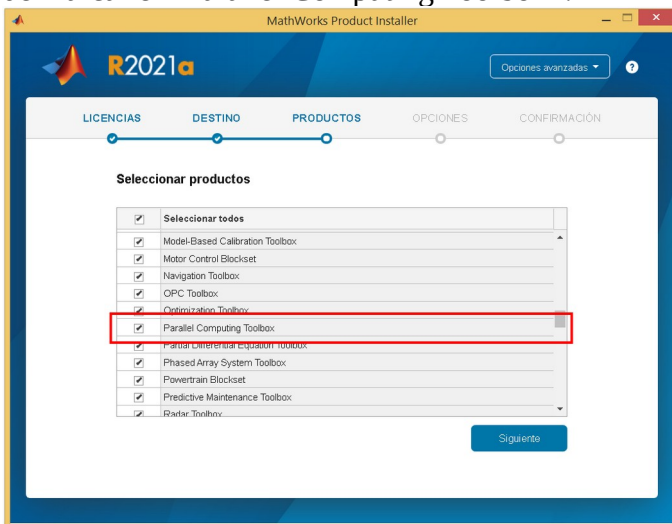 MathWorks Product Installer
R2021a
Opciones avanzadas
?
LICENCIAS DESTINO PRODUCTOS OPCIONES CONFIRMACIÓN
Seleccionar productos
Seleccionar todos
Model-Based Calibration Toolbox
Motor Control Blockset
Navigation Toolbox
OPC Toolbox
Optimization Toolbox
Parallel Computing Toolbox
Partial Differential Equation Toolbox
Phased Array System Toolbox
Powertrain Blockset
Predictive Maintenance Toolbox
Radar Toolbox
Siguiente